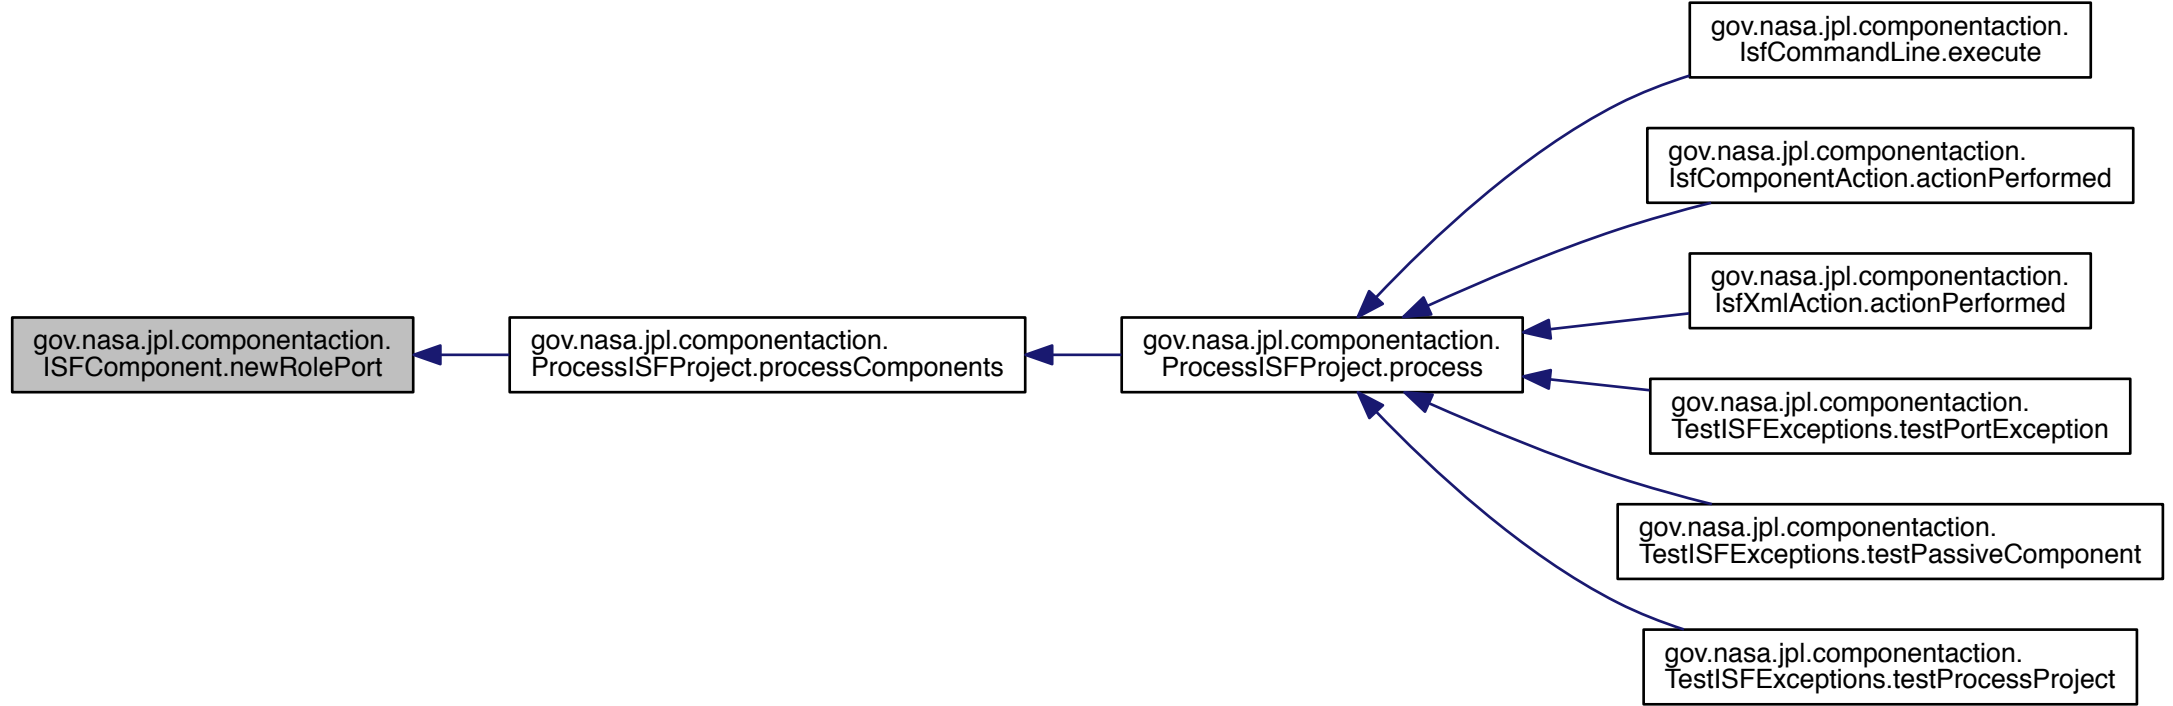 gov.nasa.jpl.componentaction.
IsfCommandLine.execute
gov.nasa.jpl.componentaction.
IsfComponentAction.actionPerformed
gov.nasa.jpl.componentaction.
IsfXmlAction.actionPerformed
gov.nasa.jpl.componentaction.
ISFComponent.newRolePort
gov.nasa.jpl.componentaction.
ProcessISFProject.processComponents
gov.nasa.jpl.componentaction.
ProcessISFProject.process
gov.nasa.jpl.componentaction.
TestISFExceptions.testPortException
gov.nasa.jpl.componentaction.
TestISFExceptions.testPassiveComponent
gov.nasa.jpl.componentaction.
TestISFExceptions.testProcessProject